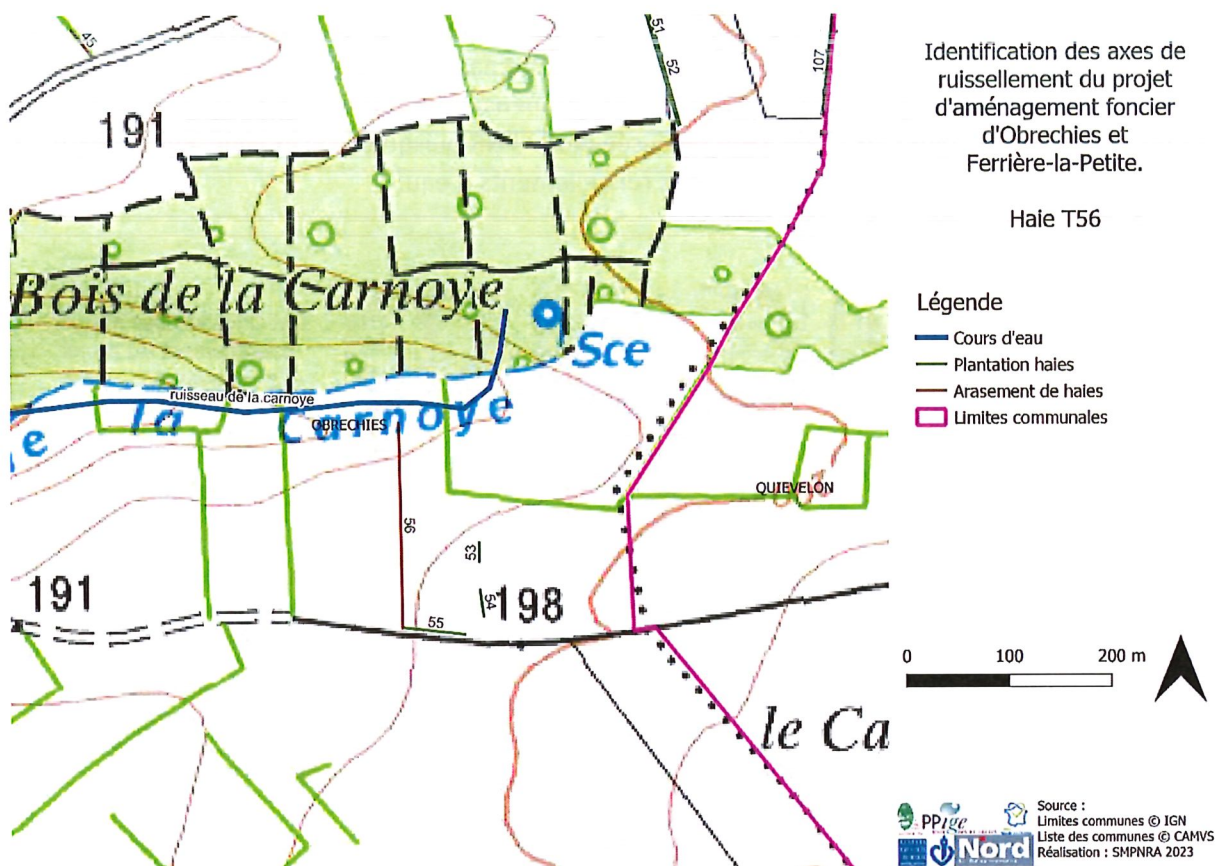 Identification des axes de
ruissellement du projet
d'aménagement foncier
d'Obrechies et
Ferrière-la-Petite.
Haie T56
Légende
Cours d'eau
Plantation haies
Arasement de haies
Limites communales
0 100 200 m
45
51
52
107
191
Bois de la Carnoye
Sce
ruisseau de la carnoye
e la Carnoye
OBRECHIES
QUIEVELON
56
53
54
55
191
198
le Ca
PPige
Nord
Source :
Limites communes © IGN
Liste des communes © CAMVS
Réalisation : SMPNRA 2023